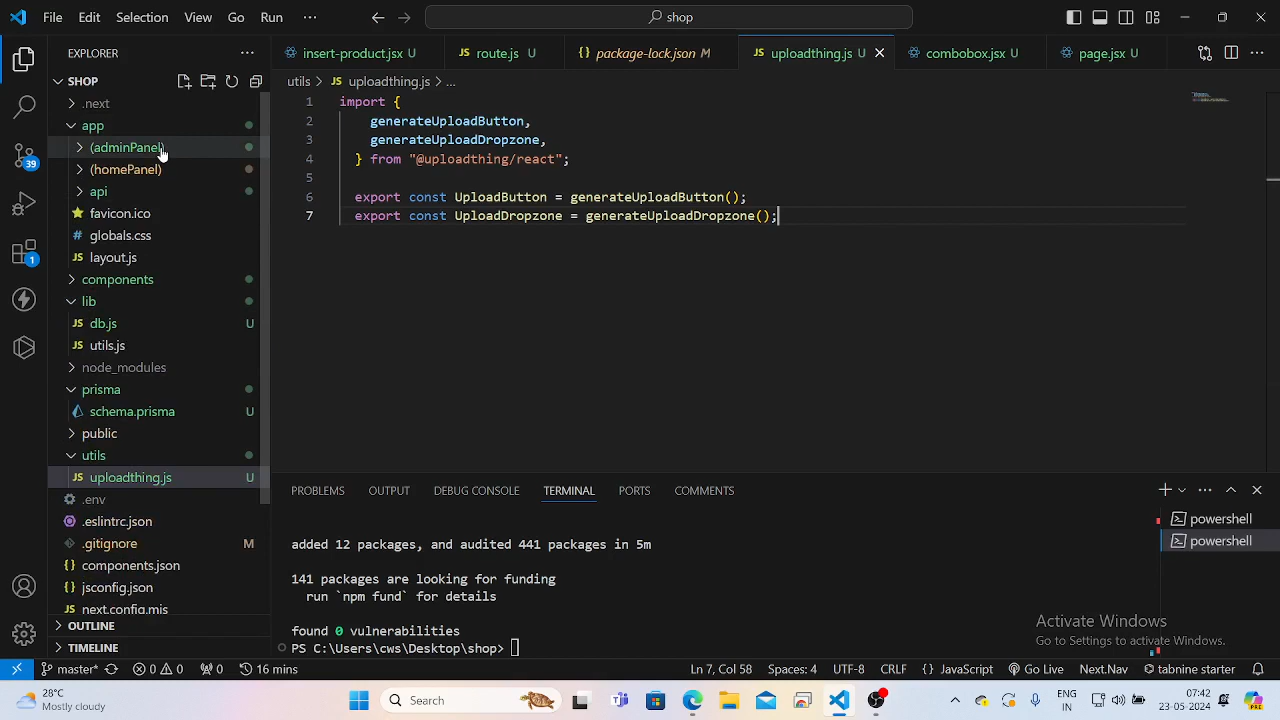 File Edit Selection View Go Run ... shop
EXPLORER ...
insert-product.jsx U route.js U package-lock.json M uploadthing.js U combobox.jsx U page.jsx U
SHOP
utils > uploadthing.js > ...
.next
app
(adminPanel)
(homePanel)
api
favicon.ico
globals.css
layout.js
components
lib
db.js U
utils.js
node_modules
prisma
schema.prisma U
public
utils
uploadthing.js U
.env
.eslintrc.json
.gitignore M
components.json
jsconfig.json
next.config.mjs
OUTLINE
TIMELINE
39
1
1 import {
2 generateUploadButton,
3 generateUploadDropzone,
4 } from "@uploadthing/react";
5
6 export const UploadButton = generateUploadButton();
7 export const UploadDropzone = generateUploadDropzone();
PROBLEMS OUTPUT DEBUG CONSOLE TERMINAL PORTS COMMENTS
added 12 packages, and audited 441 packages in 5m
141 packages are looking for funding
run `npm fund` for details
found 0 vulnerabilities
PS C:\Users\cws\Desktop\shop>
powershell
powershell
Activate Windows
Go to Settings to activate Windows.
master* 0 0 0 16 mins Ln 7, Col 58 Spaces: 4 UTF-8 CRLF {} JavaScript Go Live Next.Nav tabnine starter
28°C
Mostly cloudy
Search
ENG
IN
07:42
23-05-2024